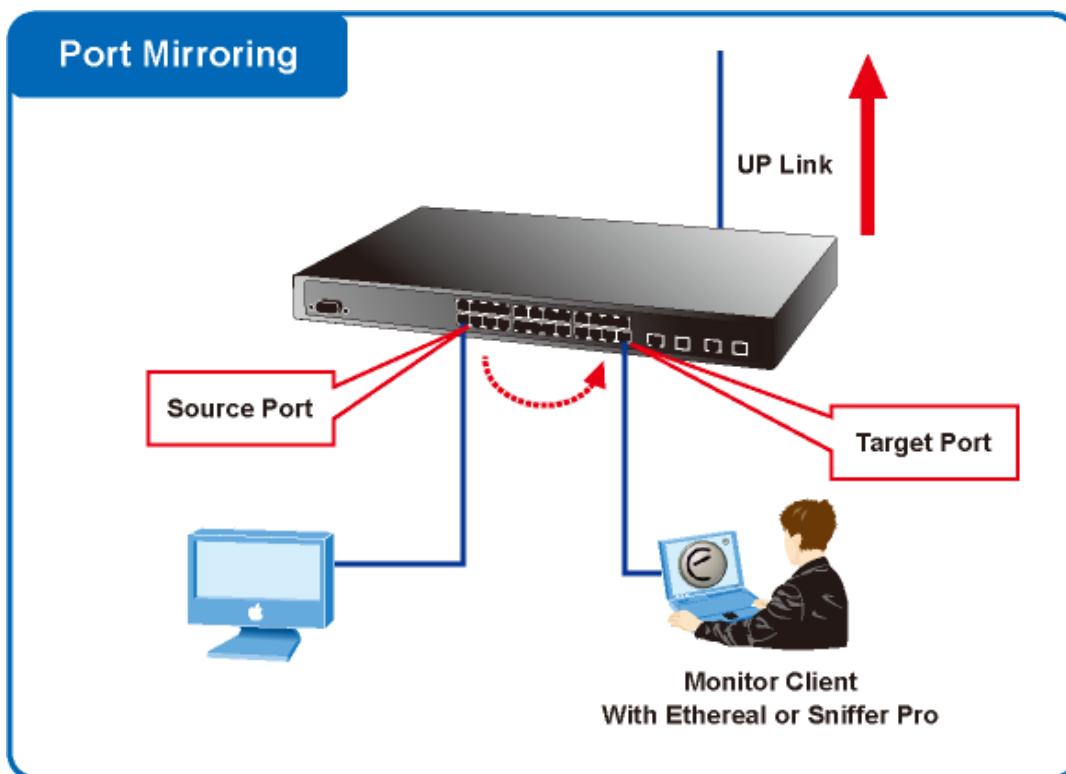 Port Mirroring
UP Link
Source Port
Target Port
Monitor Client
With Ethereal or Sniffer Pro